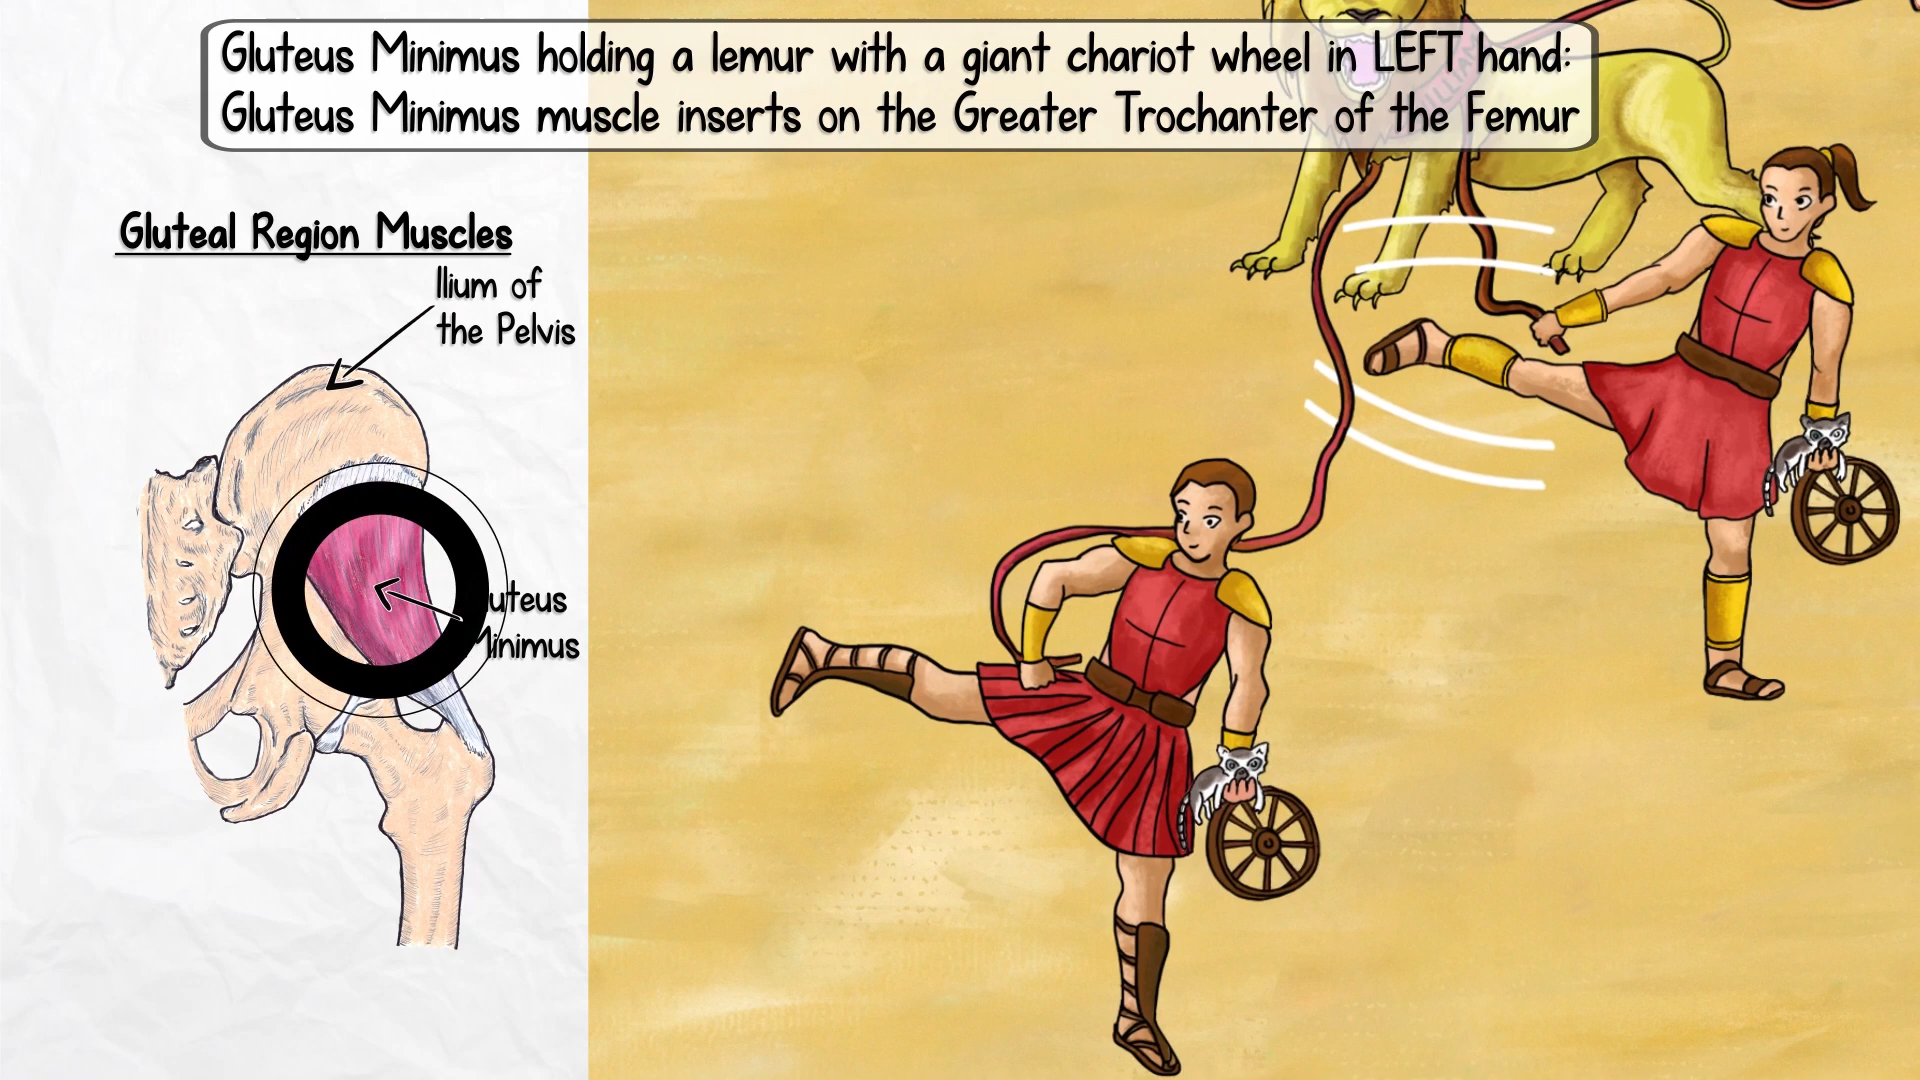 Gluteus Minimus holding a lemur with a giant chariot wheel in LEFT hand:
Gluteus Minimus muscle inserts on the Greater Trochanter of the Femur
Gluteal Region Muscles
Ilium of
the Pelvis
uteus
Minimus